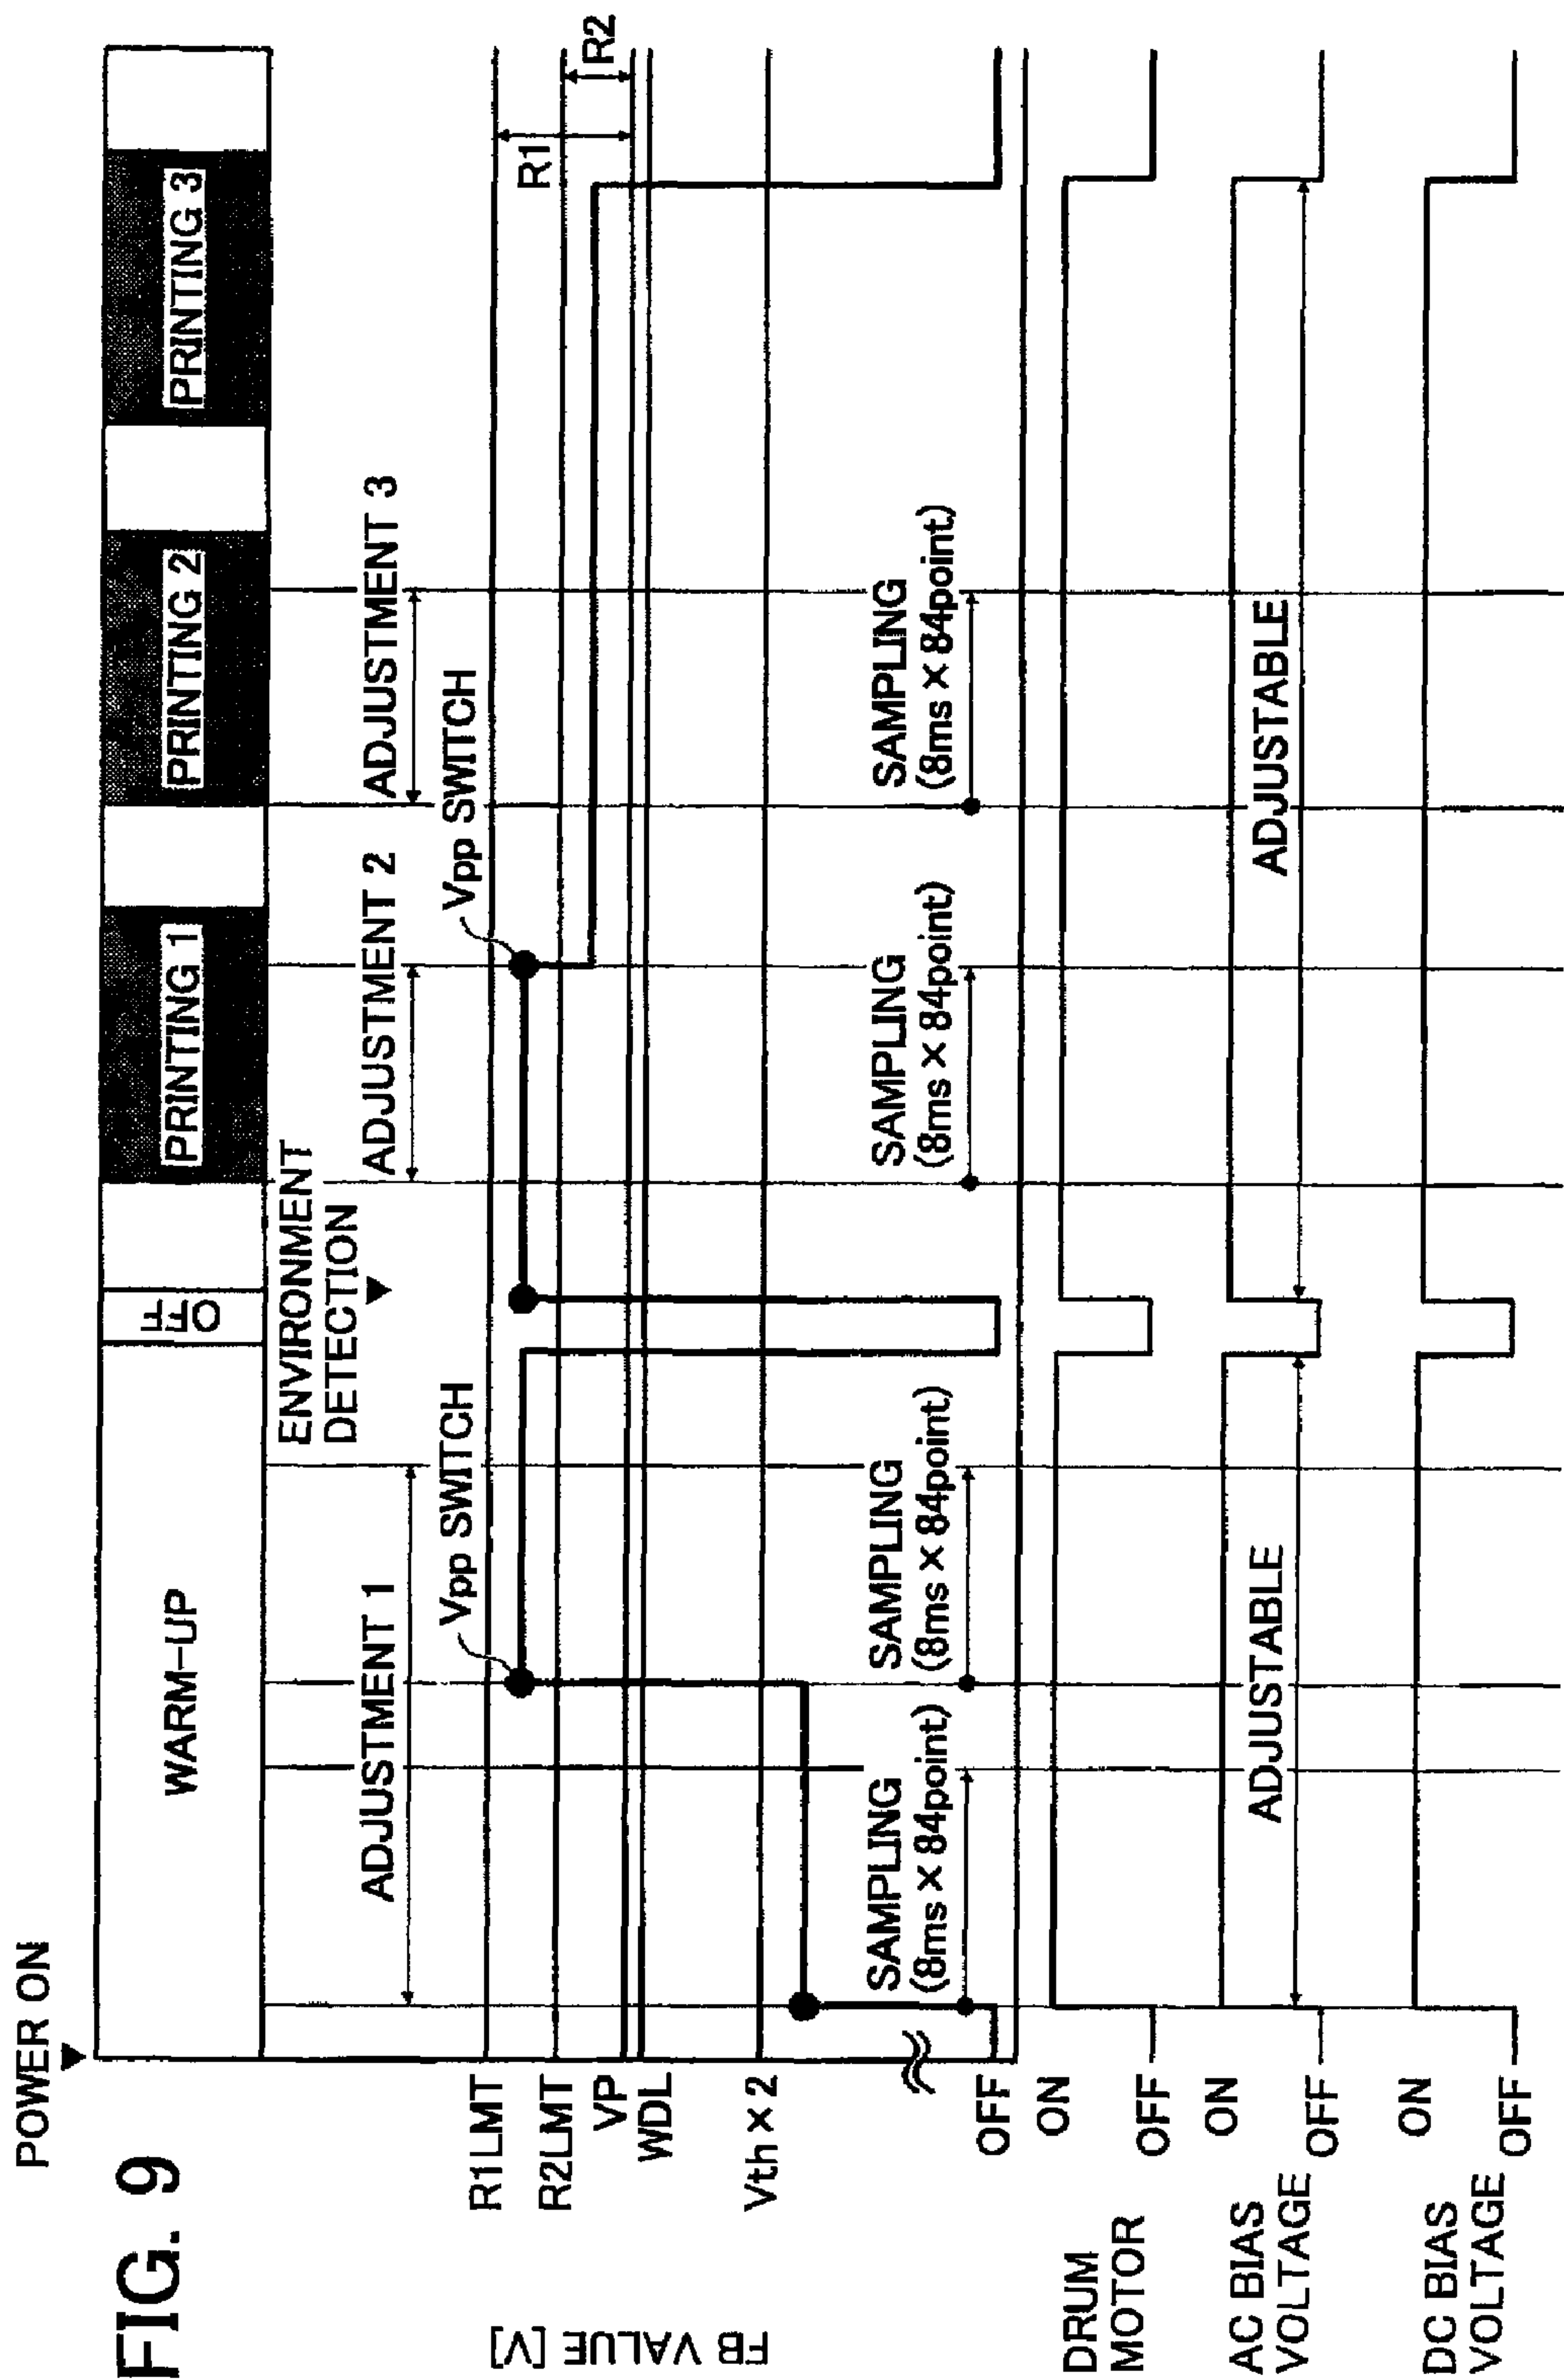 FIG. 9
POWER ON
WARM-UP
OFF
PRINTING 1
PRINTING 2
PRINTING 3
ENVIRONMENT
DETECTION
ADJUSTMENT 1
ADJUSTMENT 2
ADJUSTMENT 3
Vpp SWITCH
Vpp SWITCH
FB VALUE [V]
R1LMT
R2LMT
VP
WDL
Vth × 2
OFF
R1
R2
SAMPLING
(8ms × 84point)
SAMPLING
(8ms × 84point)
SAMPLING
(8ms × 84point)
SAMPLING
(8ms × 84point)
DRUM
MOTOR
ON
OFF
AC BIAS
VOLTAGE
ON
OFF
ADJUSTABLE
ADJUSTABLE
DC BIAS
VOLTAGE
ON
OFF